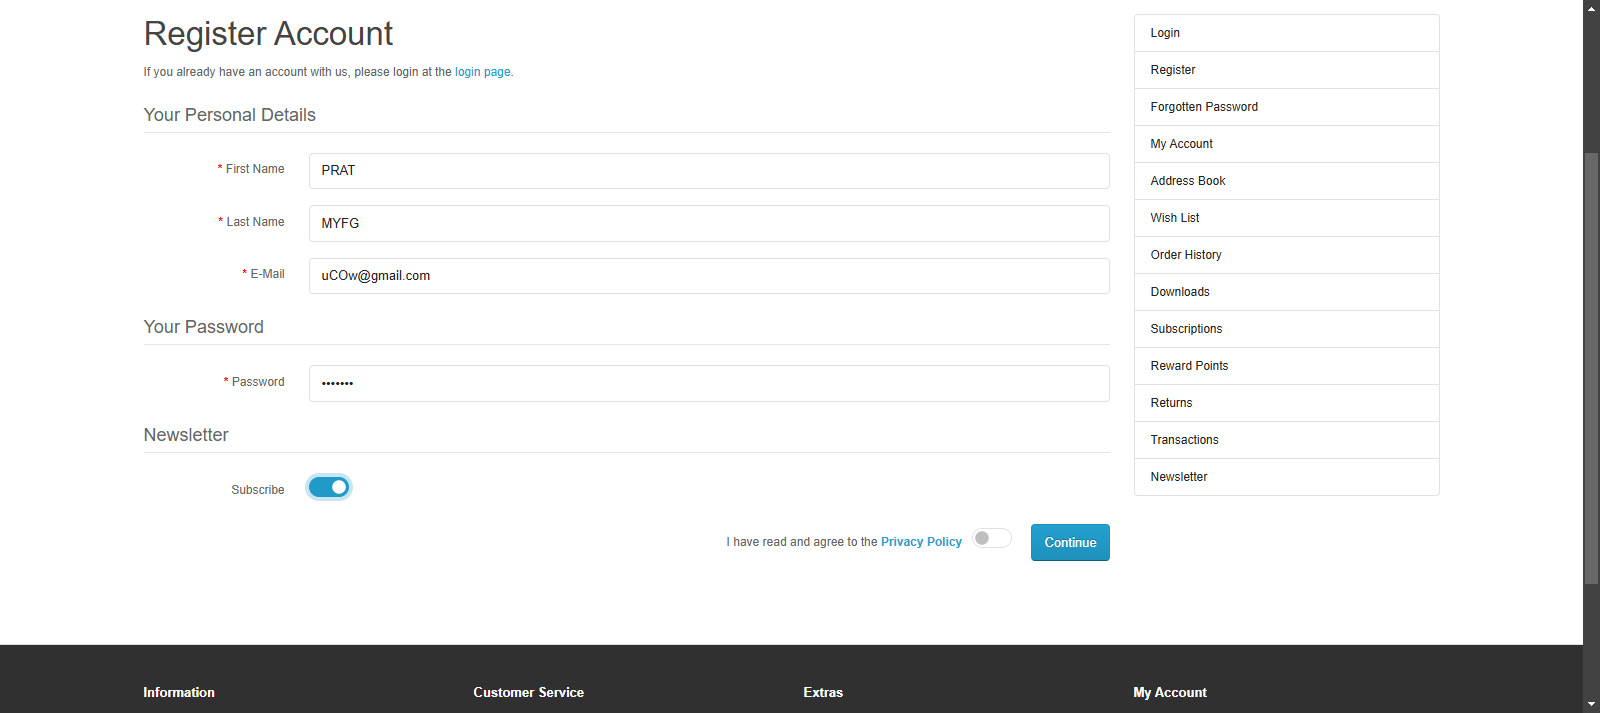 Register Account
If you already have an account with us, please login at the login page.
Your Personal Details
* First Name
PRAT
* Last Name
MYFG
* E-Mail
uCOw@gmail.com
Your Password
* Password
•••••••
Newsletter
Subscribe
I have read and agree to the Privacy Policy
Continue
Login
Register
Forgotten Password
My Account
Address Book
Wish List
Order History
Downloads
Subscriptions
Reward Points
Returns
Transactions
Newsletter
Information
Customer Service
Extras
My Account